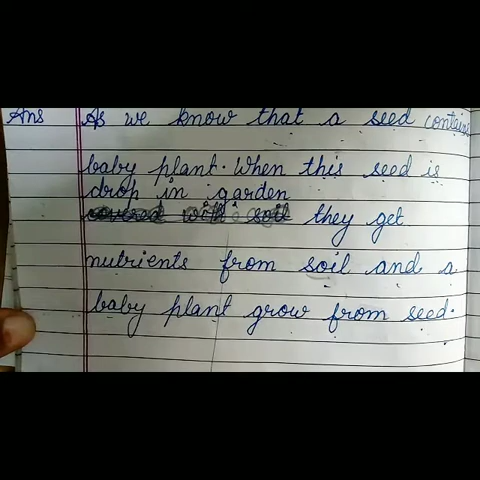 Ans As we know that a seed contains
baby plant. When this seed is
drop in garden
covered with soil they get
nutrients from soil and a
baby plant grow from seed.